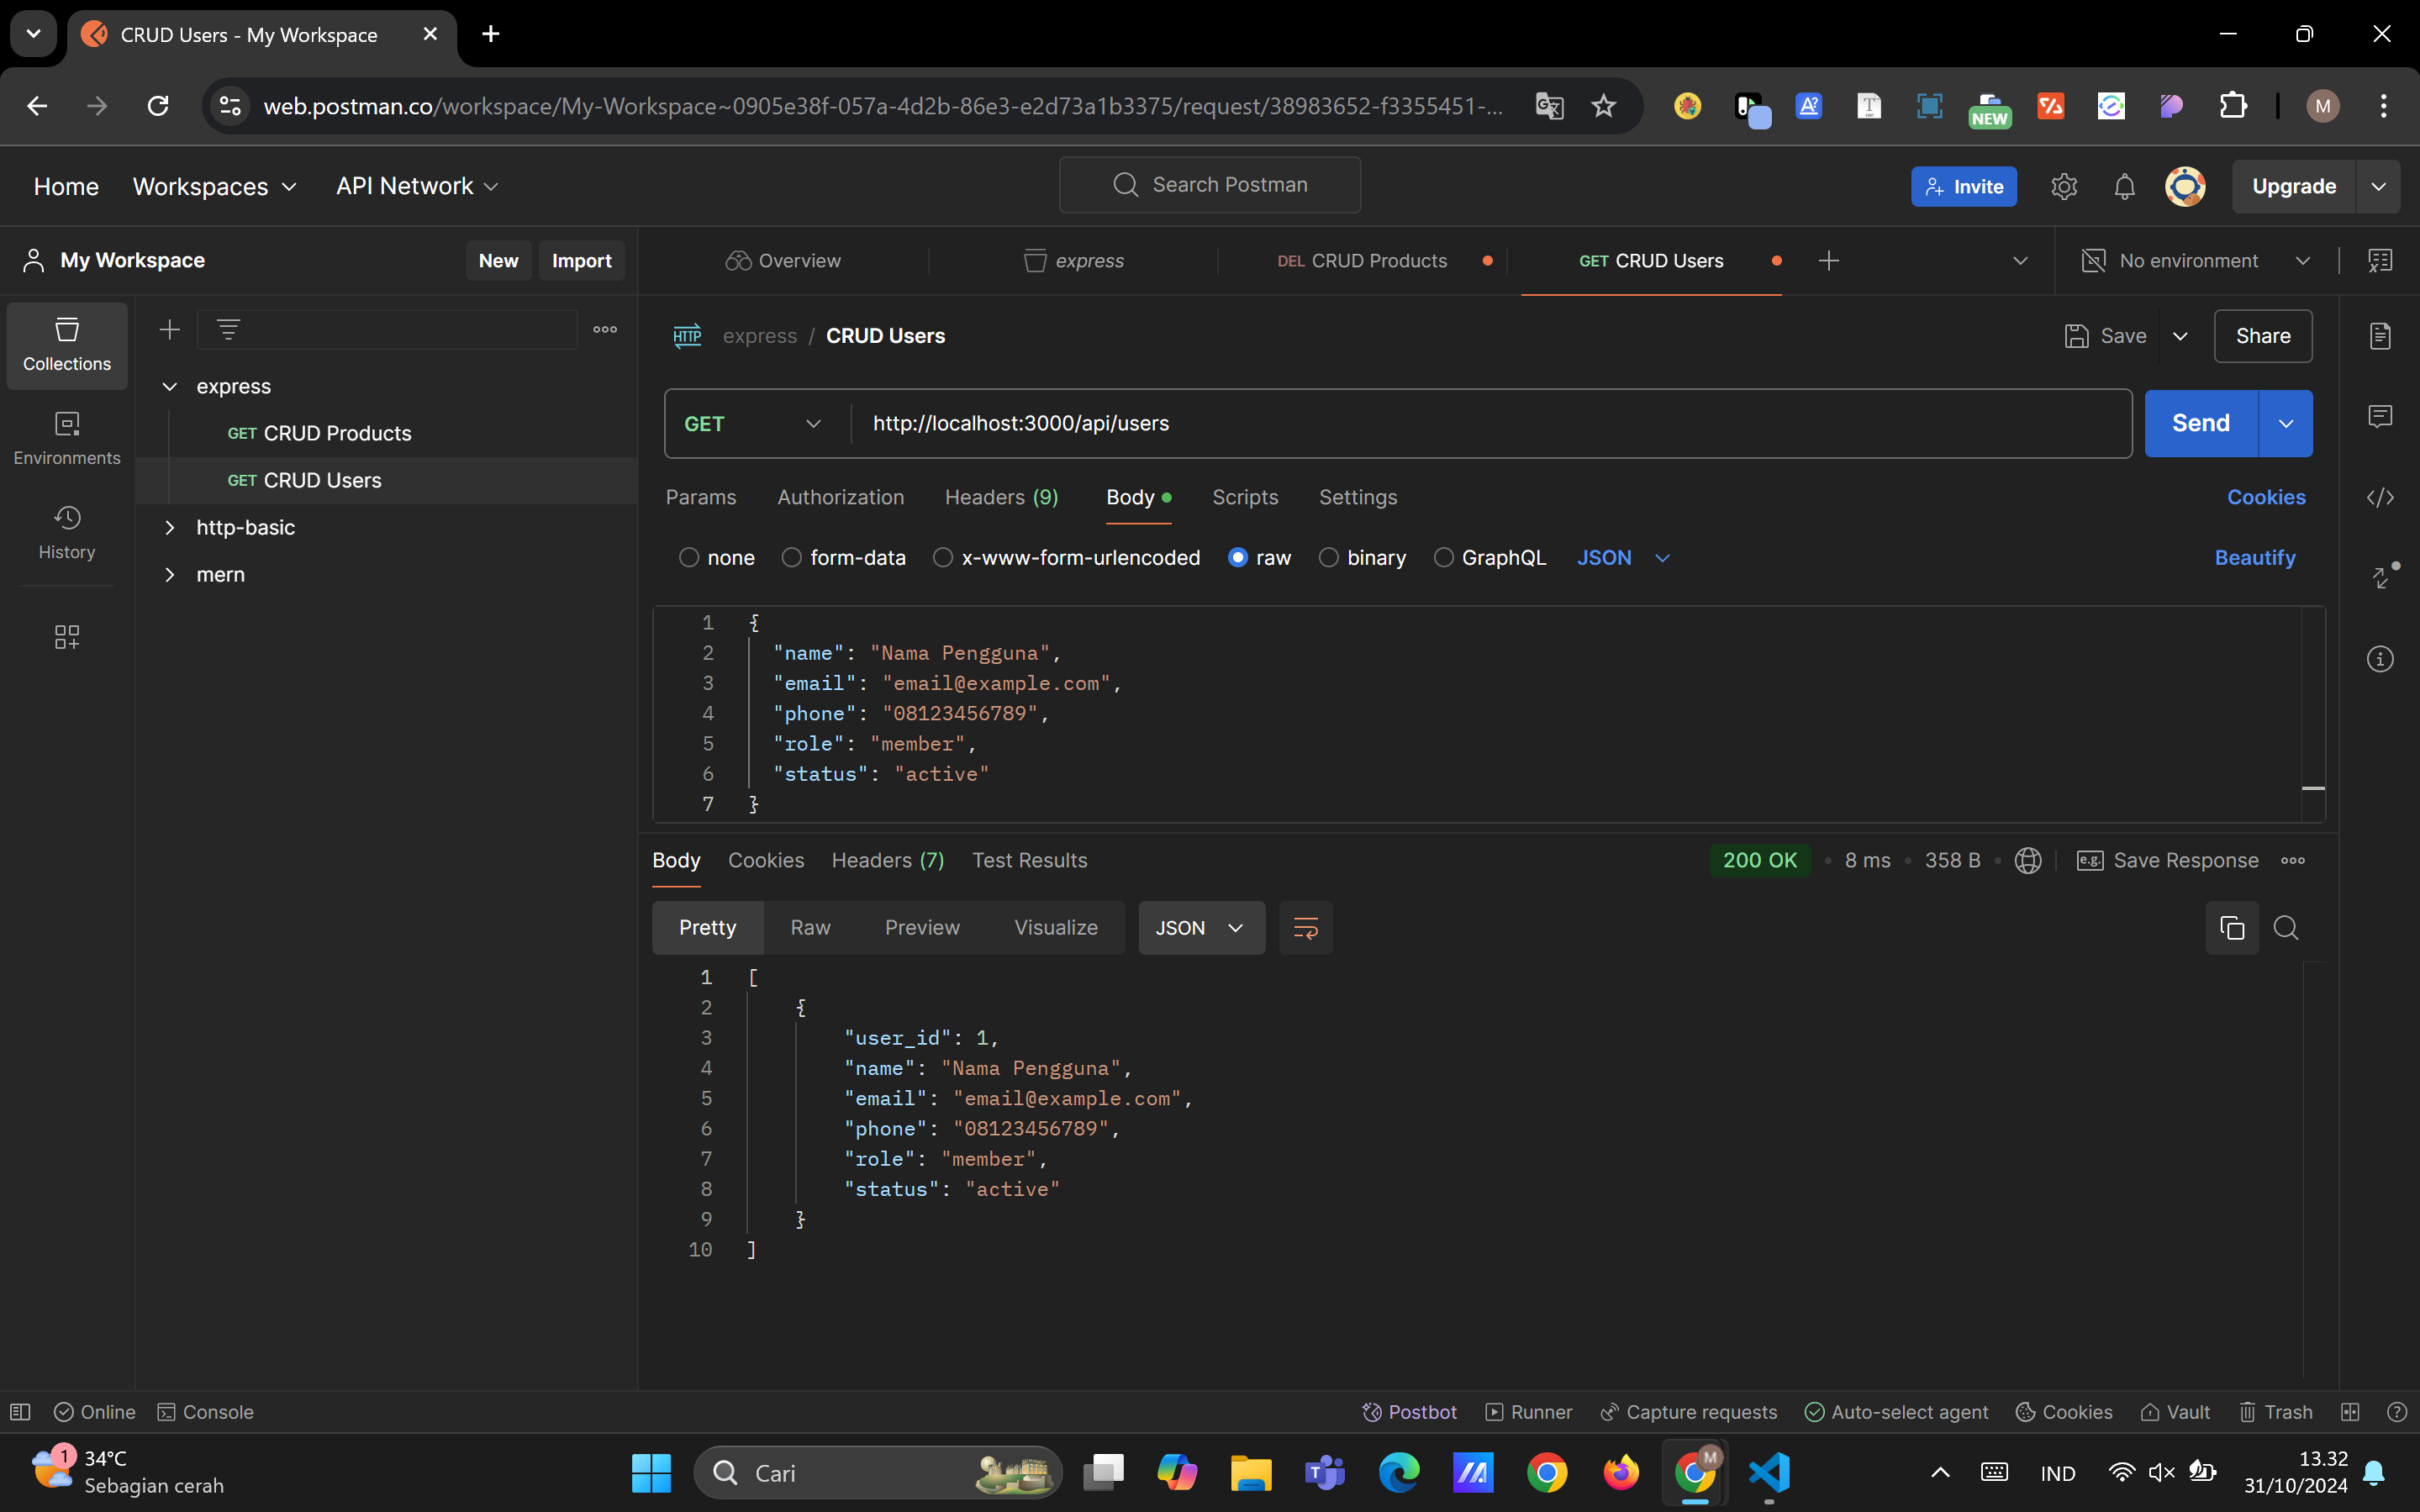 CRUD Users - My Workspace
web.postman.co/workspace/My-Workspace~0905e38f-057a-4d2b-86e3-e2d73a1b3375/request/38983652-f3355451-...
NEW
M
Home
Workspaces
API Network
Search Postman
Invite
Upgrade
My Workspace
New
Import
Overview
express
DEL CRUD Products
GET CRUD Users
No environment
Collections
Environments
History
express
GET CRUD Products
GET CRUD Users
http-basic
mern
HTTP
express / CRUD Users
Save
Share
GET
http://localhost:3000/api/users
Send
Params
Authorization
Headers (9)
Body
Scripts
Settings
Cookies
none
form-data
x-www-form-urlencoded
raw
binary
GraphQL
JSON
Beautify
1 {
2 "name": "Nama Pengguna",
3 "email": "email@example.com",
4 "phone": "08123456789",
5 "role": "member",
6 "status": "active"
7 }
Body
Cookies
Headers (7)
Test Results
200 OK
8 ms
358 B
e.g.
Save Response
Pretty
Raw
Preview
Visualize
JSON
1 [
2 {
3 "user_id": 1,
4 "name": "Nama Pengguna",
5 "email": "email@example.com",
6 "phone": "08123456789",
7 "role": "member",
8 "status": "active"
9 }
10 ]
Online
Console
Postbot
Runner
Capture requests
Auto-select agent
Cookies
Vault
Trash
1
34°C
Sebagian cerah
Cari
M
IND
13.32
31/10/2024